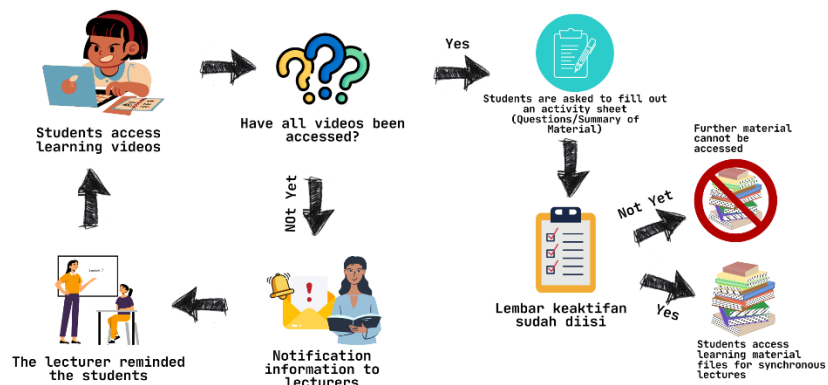 Students access
learning videos
Have all videos been
accessed?
Yes
Students are asked to fill out
an activity sheet
(Questions/Summary of
Material)
Further material
cannot be
accessed
NOt Yet
Not Yet
Lembar keaktifan
sudah diisi
Yes
Students access
learning material
files for synchronous
lectures
Notification
information to
lecturers
The lecturer reminded
the students